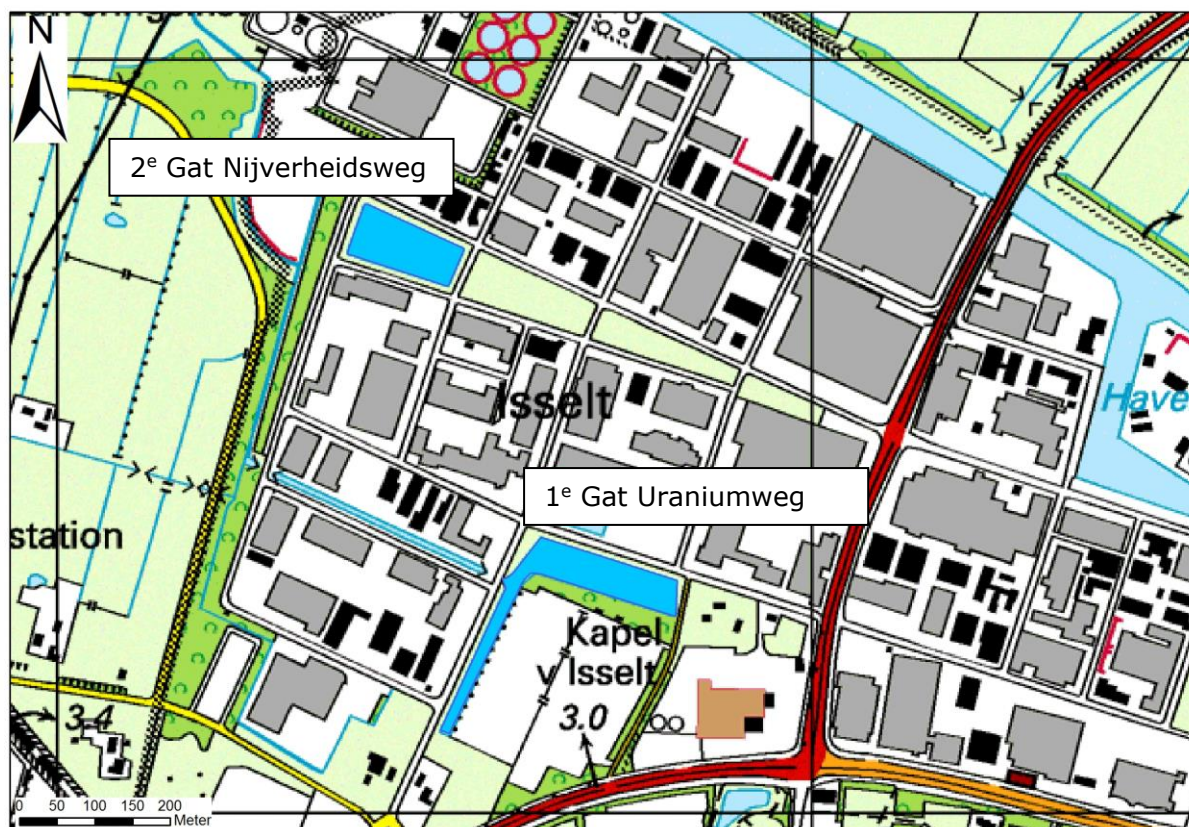 N
2e Gat Nijverheidsweg
Isselt
Have
1e Gat Uraniumweg
station
Kapel
v Isselt
3.0
3.4
0 50 100 150 200
Meter